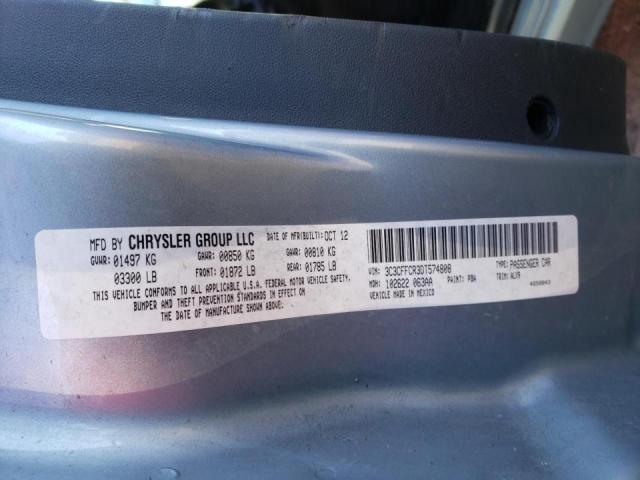 MFD BY CHRYSLER GROUP LLC DATE OF MFR(BUILT): OCT 12
GVWR: 01497 KG GAWR: 00850 KG GAWR: 00810 KG
03300 LB FRONT: 01872 LB REAR: 01785 LB
THIS VEHICLE CONFORMS TO ALL APPLICABLE U.S.A. FEDERAL MOTOR VEHICLE SAFETY,
BUMPER AND THEFT PREVENTION STANDARDS IN EFFECT ON
THE DATE OF MANUFACTURE SHOWN ABOVE.
VIN: 3C3CFFCR3DT574808 TYPE: PASSENGER CAR
MDH: 102622 063AA PAINT: PBA TRIM: ALX9
MADE IN MEXICO